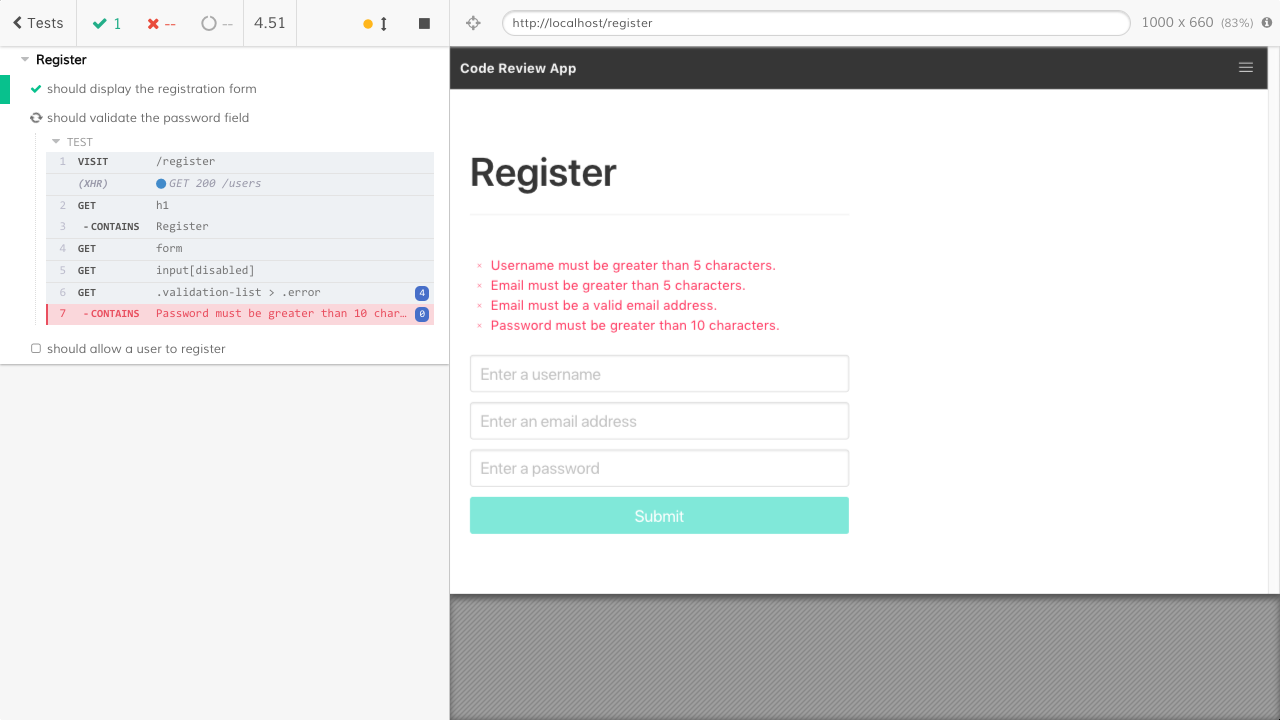 Tests 1 -- -- 4.51
http://localhost/register 1000 x 660 (83%)
Register
should display the registration form
should validate the password field
TEST
1 VISIT /register
(XHR) GET 200 /users
2 GET h1
3 - CONTAINS Register
4 GET form
5 GET input[disabled]
6 GET .validation-list > .error 4
7 - CONTAINS Password must be greater than 10 char… 0
should allow a user to register
Code Review App
Register
Username must be greater than 5 characters.
Email must be greater than 5 characters.
Email must be a valid email address.
Password must be greater than 10 characters.
Enter a username
Enter an email address
Enter a password
Submit